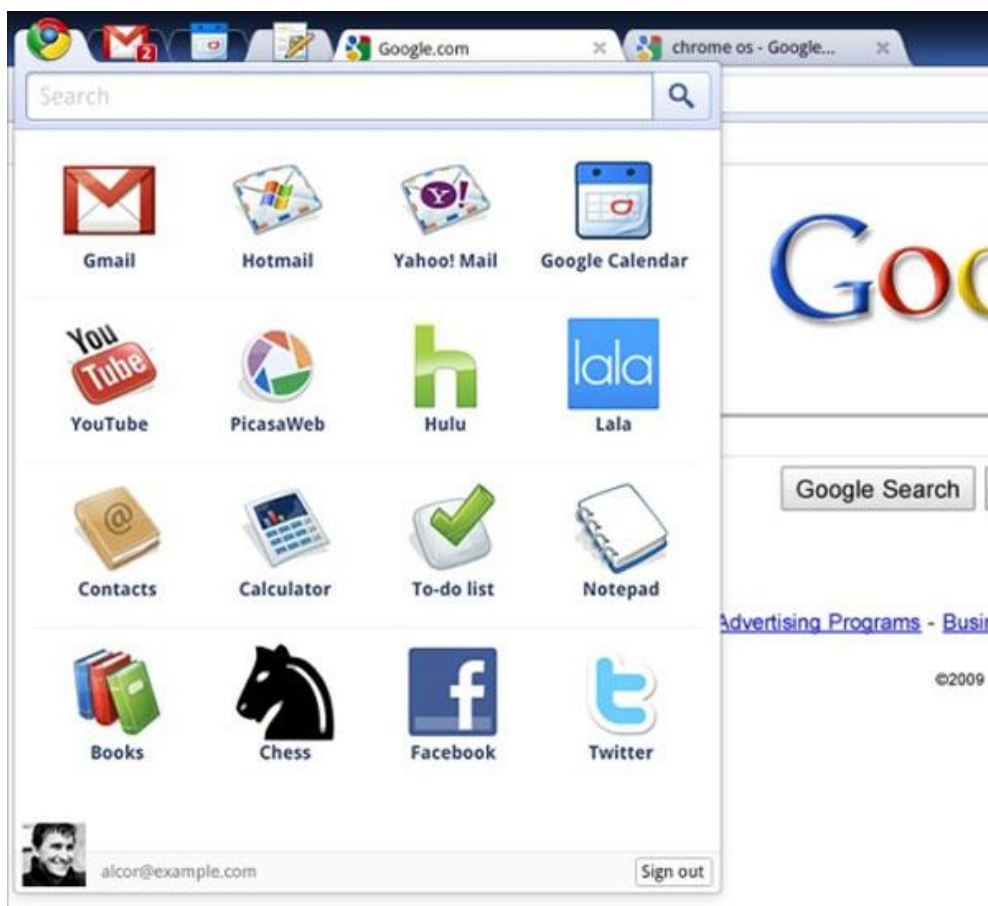 2
Google.com
chrome os - Google...
Search
Gmail
Hotmail
Y!
Yahoo! Mail
Google Calendar
You
Tube
YouTube
PicasaWeb
h
Hulu
lala
Lala
@
Contacts
Calculator
To-do list
Notepad
Books
Chess
f
Facebook
t
Twitter
alcor@example.com
Sign out
Goo
Google Search
Advertising Programs - Busin
©2009